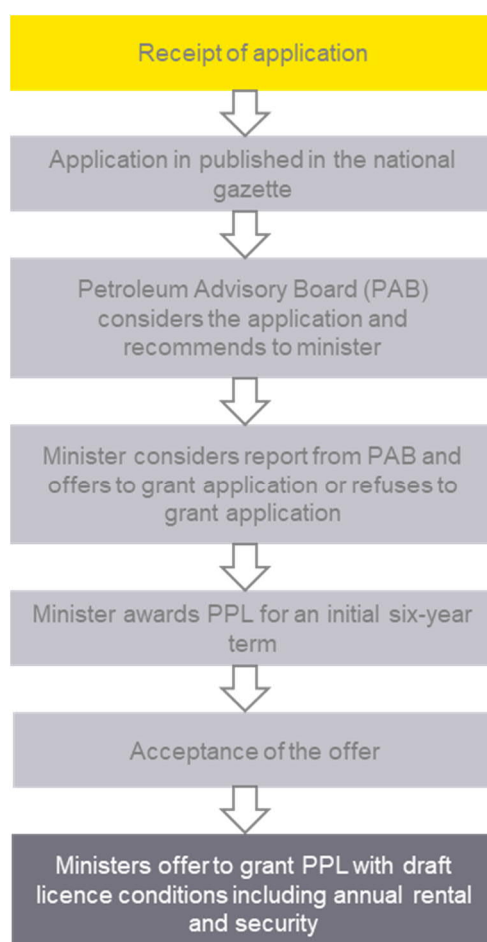 Receipt of application
Application in published in the national
gazette
Petroleum Advisory Board (PAB)
considers the application and
recommends to minister
Minister considers report from PAB and
offers to grant application or refuses to
grant application
Minister awards PPL for an initial six-year
term
Acceptance of the offer
Ministers offer to grant PPL with draft
licence conditions including annual rental
and security